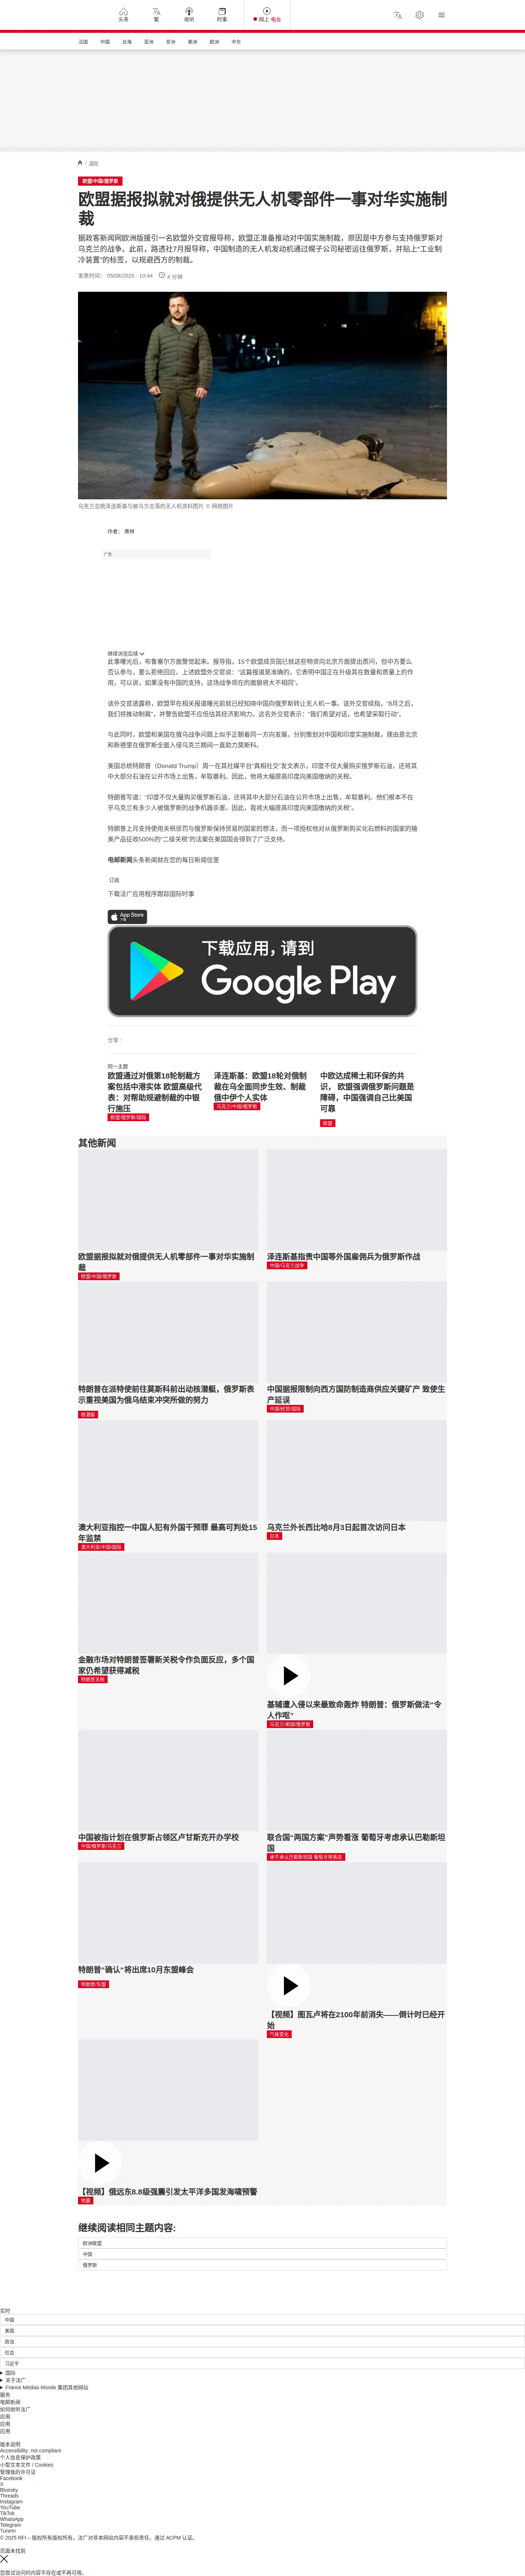 头条
繁
收听
时事
网上 电台
法国 中国 台海 亚洲 非洲 美洲 欧洲 中东
/ 国际
欧盟/中国/俄罗斯
欧盟据报拟就对俄提供无人机零部件一事对华实施制
裁
据政客新闻网欧洲版援引一名欧盟外交官报导称，欧盟正准备推动对中国实施制裁，原因是中方参与支持俄罗斯对
乌克兰的战争。此前，路透社7月报导称，中国制造的无人机发动机通过幌子公司秘密运往俄罗斯，并贴上“工业制
冷装置”的标签，以规避西方的制裁。
发表时间： 05/08/2025 - 10:44 4 分钟
乌克兰总统泽连斯基与被乌方击落的无人机资料图片 © 网络图片
作者： 弗林
广告
继续浏览后续
此事曝光后，布鲁塞尔方面警觉起来。报导指，15个欧盟成员国已就这些物资向北京方面提出质问，但中方要么
否认参与，要么拒绝回应。上述欧盟外交官说：“这篇报道是准确的，它表明中国正在升级其在数量和质量上的作
用，可以说，如果没有中国的支持，这场战争现在的面貌将大不相同”。
该外交官透露称，欧盟早在相关报道曝光前就已经知晓中国向俄罗斯转让无人机一事。该外交官续指，“8月之后，
我们将推动制裁”，并警告欧盟不应低估其经济影响力。这名外交官表示：“我们希望对话，也希望采取行动”。
与此同时，欧盟和美国在俄乌战争问题上似乎正朝着同一方向发展，分别策划对中国和印度实施制裁，理由是北京
和新德里在俄罗斯全面入侵乌克兰期间一直助力莫斯科。
美国总统特朗普（Donald Trump）周一在其社媒平台“真相社交”发文表示，印度不仅大量购买俄罗斯石油，还将其
中大部分石油在公开市场上出售，牟取暴利。因此，他将大幅提高印度向美国缴纳的关税。
特朗普写道：“印度不仅大量购买俄罗斯石油，还将其中大部分石油在公开市场上出售，牟取暴利。他们根本不在
乎乌克兰有多少人被俄罗斯的战争机器杀害。因此，我将大幅提高印度向美国缴纳的关税”。
特朗普上月支持使用关税惩罚与俄罗斯保持贸易的国家的想法，而一项授权他对从俄罗斯购买化石燃料的国家的输
美产品征收500%的“二级关税”的法案在美国国会得到了广泛支持。
电邮新闻头条新闻就在您的每日新闻信里
订阅
下载法广应用程序跟踪国际时事
App Store
下载
下载应用，请到
Google Play
分享 :
同一主题
欧盟通过对俄第18轮制裁方
案包括中港实体 欧盟高级代
表：对帮助规避制裁的中银
行施压
欧盟/俄罗斯/国际
泽连斯基：欧盟18轮对俄制
裁在乌全面同步生效、制裁
俄中伊个人实体
乌克兰/中国/俄罗斯
中欧达成稀土和环保的共
识， 欧盟强调俄罗斯问题是
障碍，中国强调自己比美国
可靠
欧盟
其他新闻
欧盟据报拟就对俄提供无人机零部件一事对华实施制
裁
欧盟/中国/俄罗斯
泽连斯基指责中国等外国雇佣兵为俄罗斯作战
中国/乌克兰战争
特朗普在派特使前往莫斯科前出动核潜艇，俄罗斯表
示重视美国为俄乌结束冲突所做的努力
核潜艇
中国据报限制向西方国防制造商供应关键矿产 致使生
产延误
中国/经贸/国际
澳大利亚指控一中国人犯有外国干预罪 最高可判处15
年监禁
澳大利亚/中国/国际
乌克兰外长西比哈8月3日起首次访问日本
日本
金融市场对特朗普签署新关税令作负面反应，多个国
家仍希望获得减税
特朗普关税
基辅遭入侵以来最致命轰炸 特朗普：俄罗斯做法“令
人作呕”
乌克兰/美国/俄罗斯
中国被指计划在俄罗斯占领区卢甘斯克开办学校
中国/俄罗斯/乌克兰
联合国“两国方案”声势看涨 葡萄牙考虑承认巴勒斯坦
国
承不承认巴勒斯坦国 葡萄牙将表态
特朗普“确认”将出席10月东盟峰会
特朗普/东盟
【视频】图瓦卢将在2100年前消失——倒计时已经开
始
气候变化
【视频】俄远东8.8级强震引发太平洋多国发海啸预警
地震
继续阅读相同主题内容:
欧洲联盟
中国
俄罗斯
实时
中国
美国
政治
社会
习近平
国际
关于法广
France Médias Monde 集团其他网站
服务
电邮新闻
如何收听法广
应用
应用
应用
版本说明
Accessibility: not compliant
个人信息保护政策
小型文本文件 / Cookies
管理我的许可证
Facebook
X
Bluesky
Threads
Instagram
YouTube
TikTok
WhatsApp
Telegram
TuneIn
© 2025 RFI – 版权所有版权所有。法广对非本网站内容不承担责任。通过 ACPM 认证。
页面未找到
您尝试访问的内容不存在或不再可用。